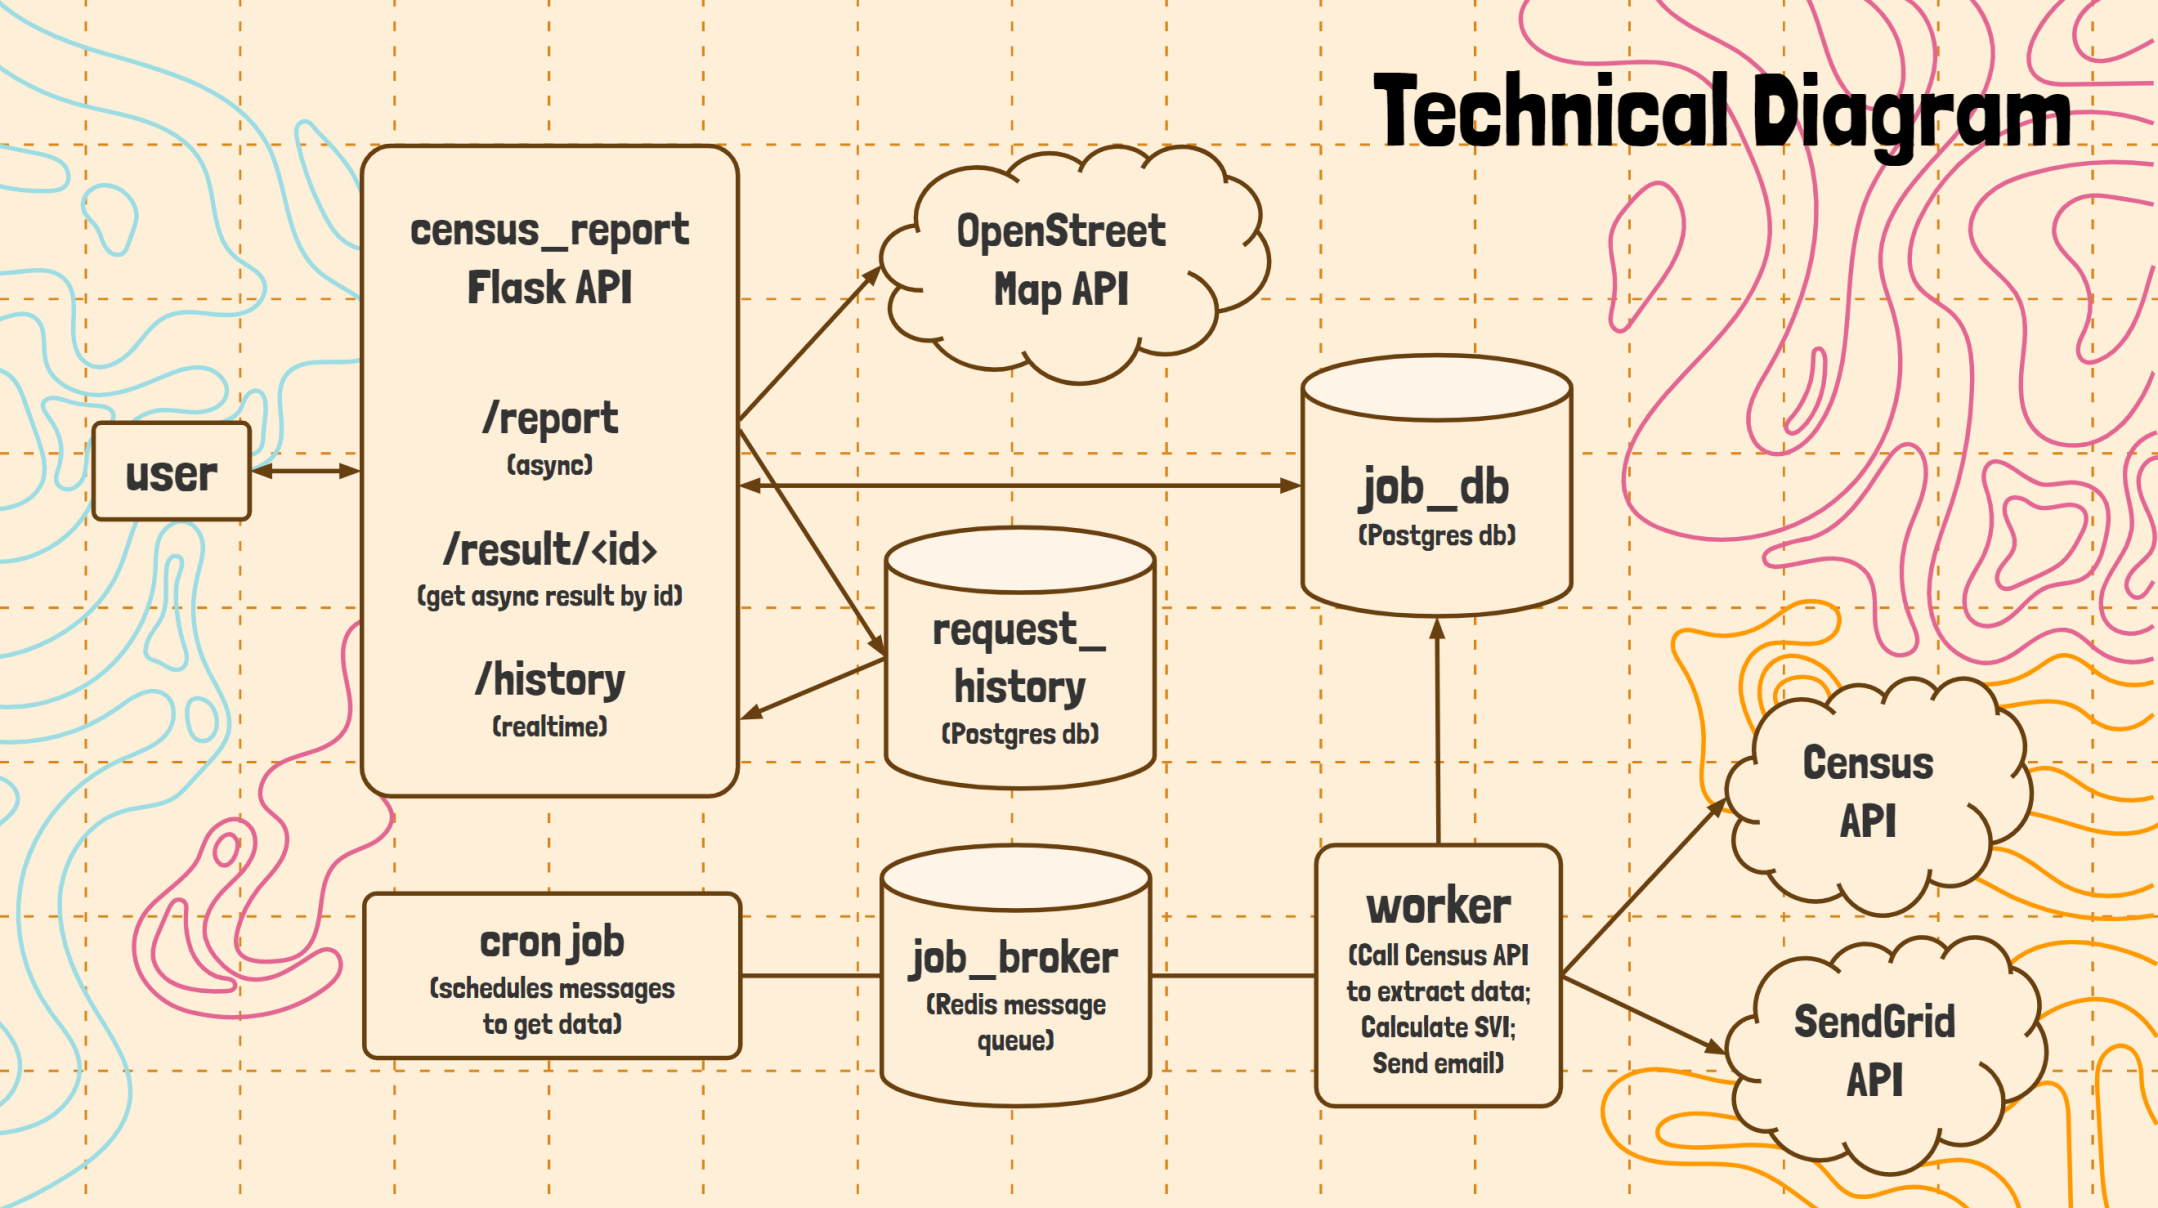 Technical Diagram
census_report
Flask API
/report
(async)
/result/<id>
(get async result by id)
/history
(realtime)
user
OpenStreet
Map API
job_db
(Postgres db)
request_
history
(Postgres db)
cron job
(schedules messages
to get data)
job_broker
(Redis message
queue)
worker
(Call Census API
to extract data;
Calculate SVI;
Send email)
Census
API
SendGrid
API